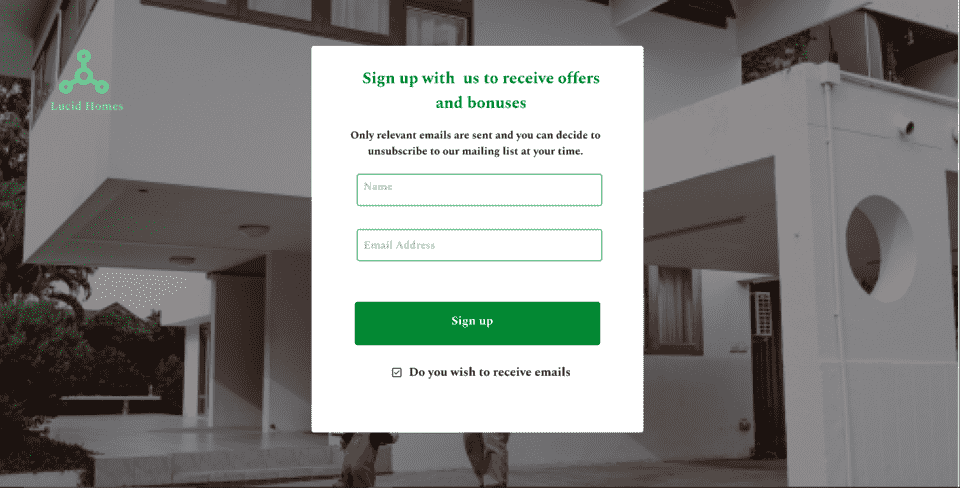 Lucid Homes
Sign up with us to receive offers
and bonuses
Only relevant emails are sent and you can decide to
unsubscribe to our mailing list at your time.
Name
Email Address
Sign up
Do you wish to receive emails